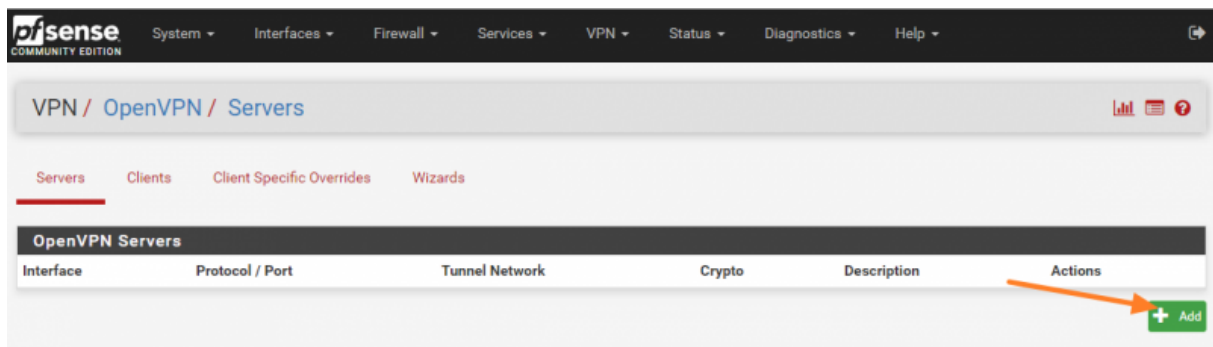 pfsense
COMMUNITY EDITION
System Interfaces Firewall Services VPN Status Diagnostics Help
VPN / OpenVPN / Servers
Servers Clients Client Specific Overrides Wizards
OpenVPN Servers
Interface Protocol / Port Tunnel Network Crypto Description Actions
+ Add